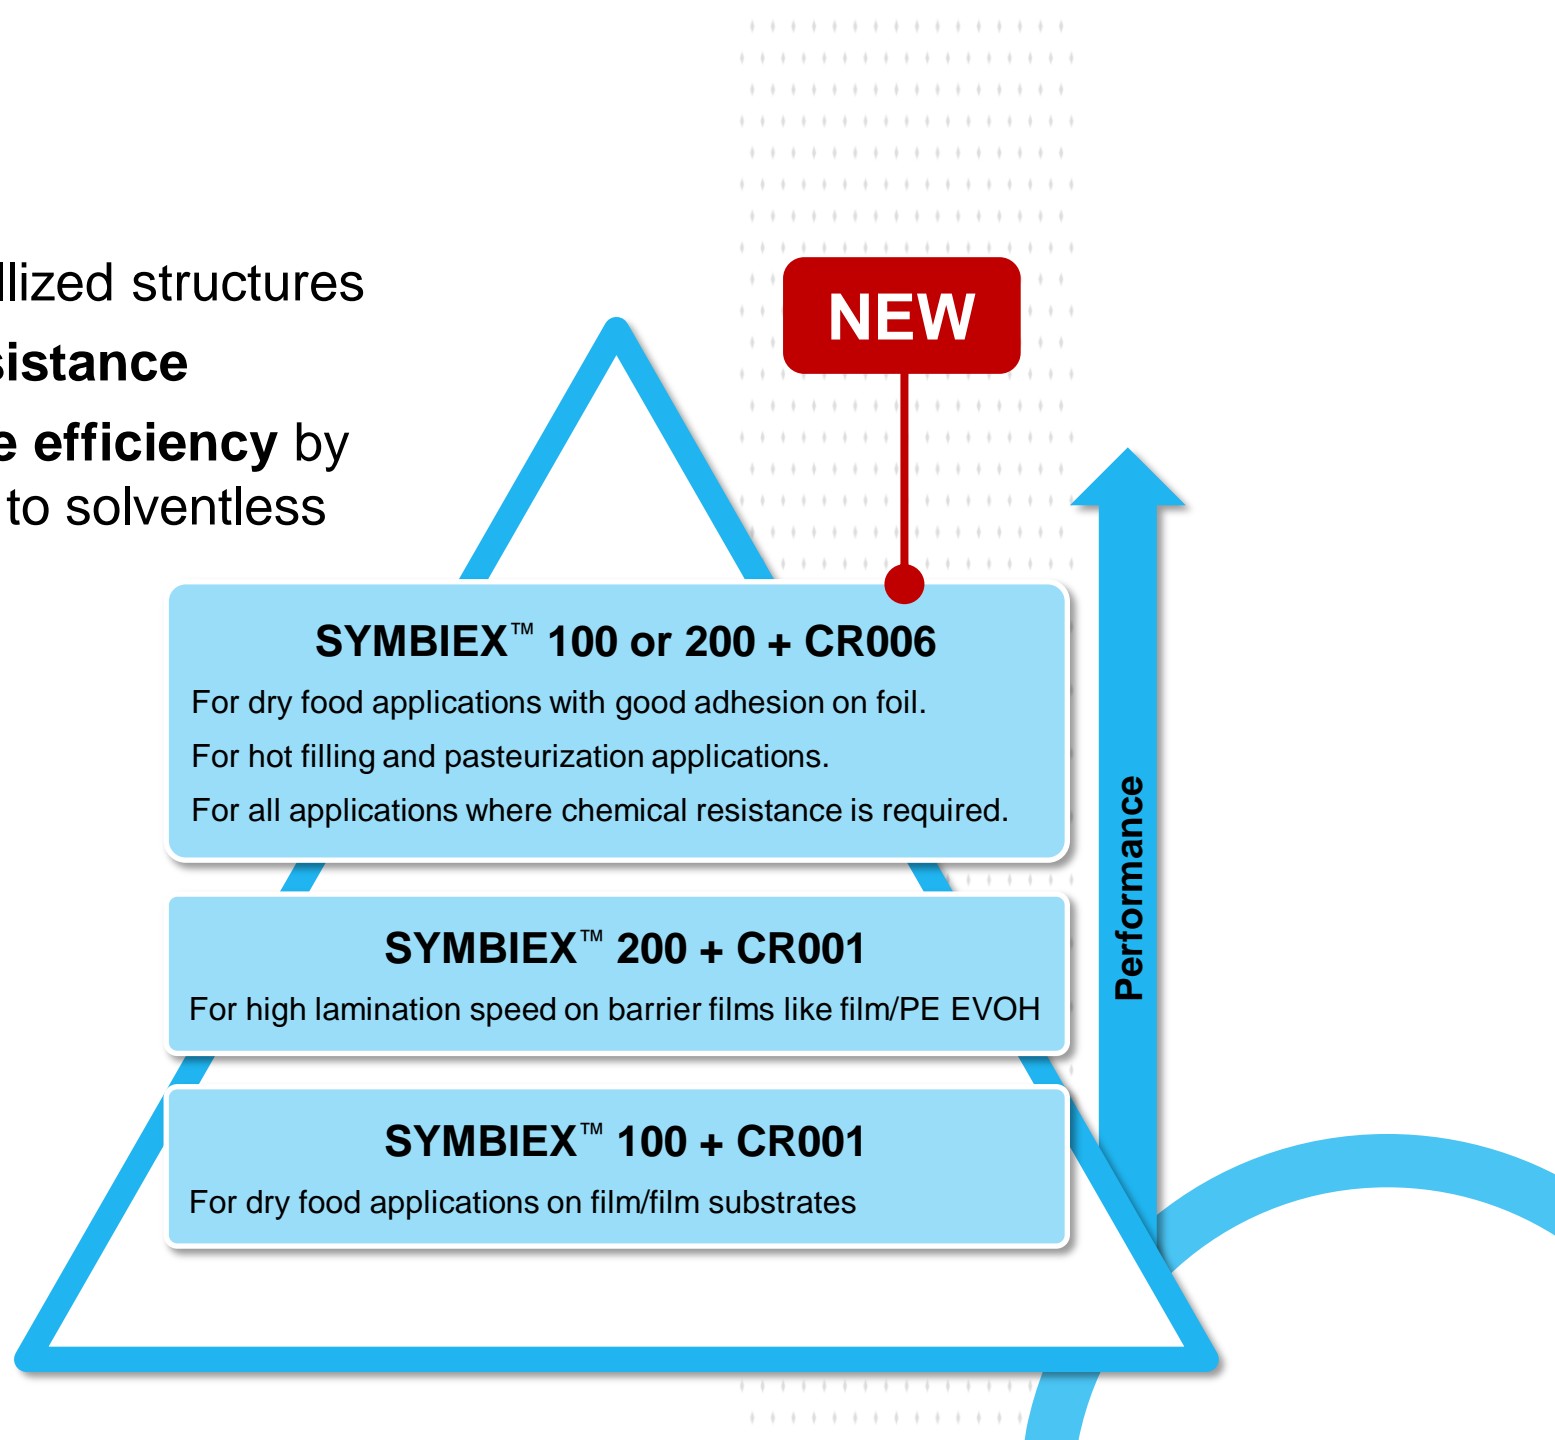 llized structures
sistance
e efficiency by
to solventless
NEW
SYMBIEX™ 100 or 200 + CR006
For dry food applications with good adhesion on foil.
For hot filling and pasteurization applications.
For all applications where chemical resistance is required.
SYMBIEX™ 200 + CR001
For high lamination speed on barrier films like film/PE EVOH
SYMBIEX™ 100 + CR001
For dry food applications on film/film substrates
Performance